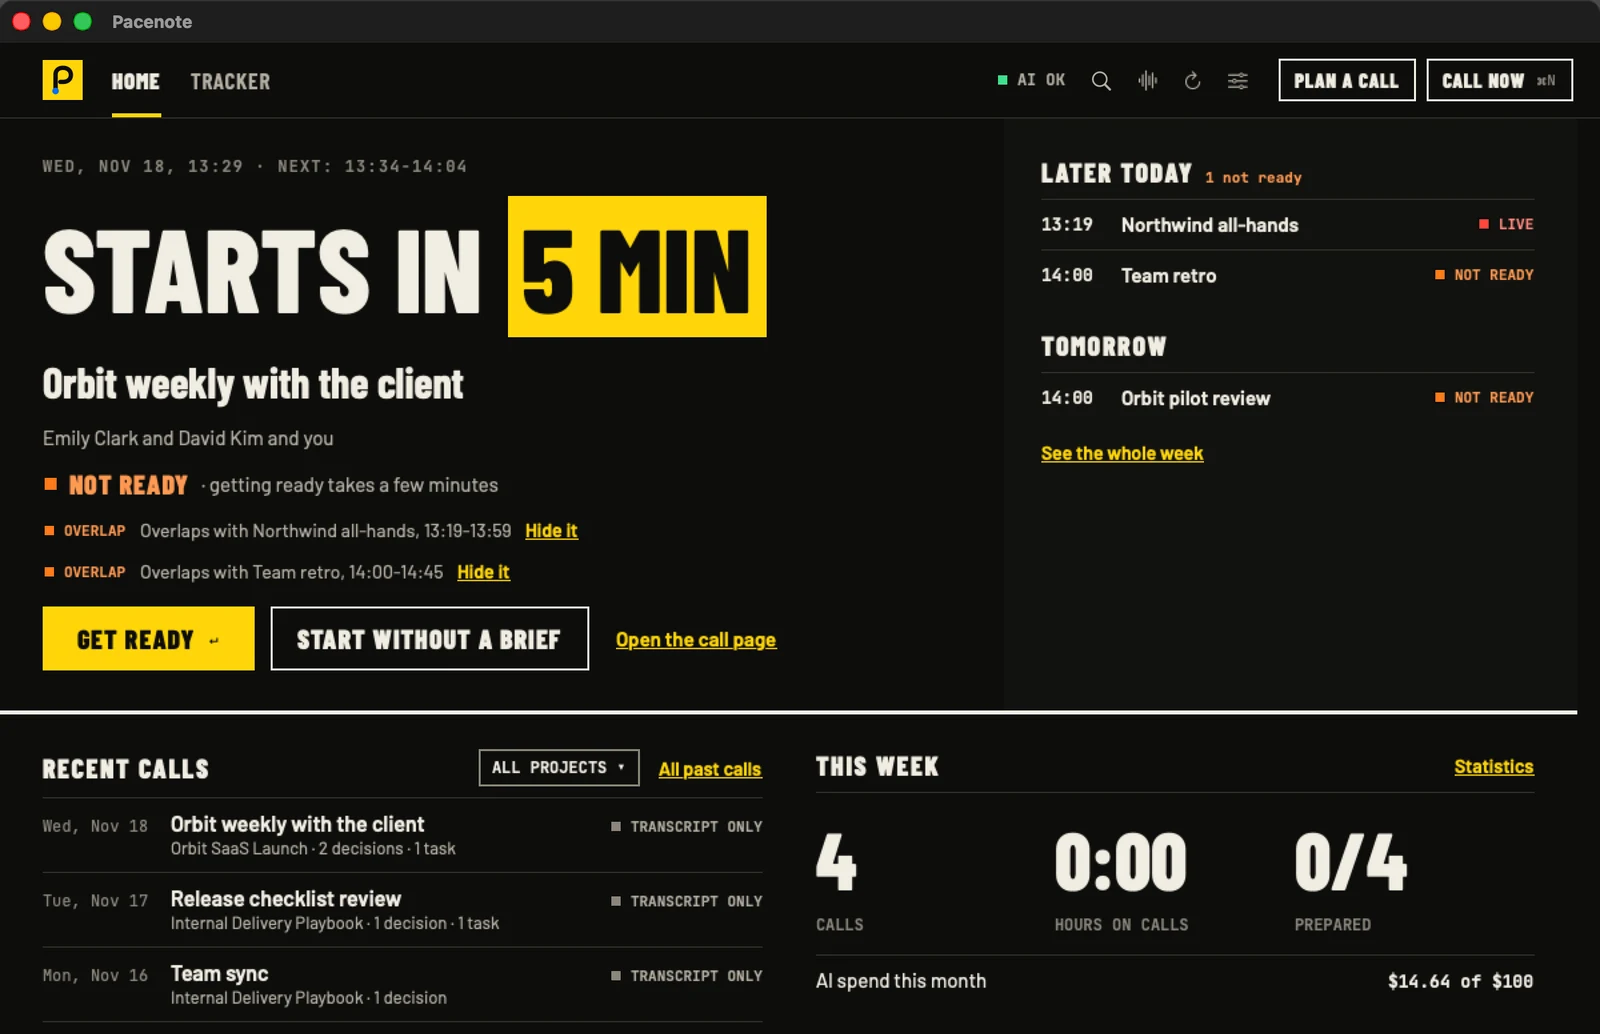 Pacenote
HOME TRACKER AI OK PLAN A CALL CALL NOW ⌘N
WED, NOV 18, 13:29 · NEXT: 13:34-14:04
STARTS IN 5 MIN
Orbit weekly with the client
Emily Clark and David Kim and you
NOT READY · getting ready takes a few minutes
OVERLAP Overlaps with Northwind all-hands, 13:19-13:59 Hide it
OVERLAP Overlaps with Team retro, 14:00-14:45 Hide it
GET READY ↵ START WITHOUT A BRIEF Open the call page
LATER TODAY 1 not ready
13:19 Northwind all-hands LIVE
14:00 Team retro NOT READY
TOMORROW
14:00 Orbit pilot review NOT READY
See the whole week
RECENT CALLS ALL PROJECTS ▾ All past calls
Wed, Nov 18 Orbit weekly with the client TRANSCRIPT ONLY
Orbit SaaS Launch · 2 decisions · 1 task
Tue, Nov 17 Release checklist review TRANSCRIPT ONLY
Internal Delivery Playbook · 1 decision · 1 task
Mon, Nov 16 Team sync TRANSCRIPT ONLY
Internal Delivery Playbook · 1 decision
THIS WEEK Statistics
4 0:00 0/4
CALLS HOURS ON CALLS PREPARED
AI spend this month $14.64 of $100